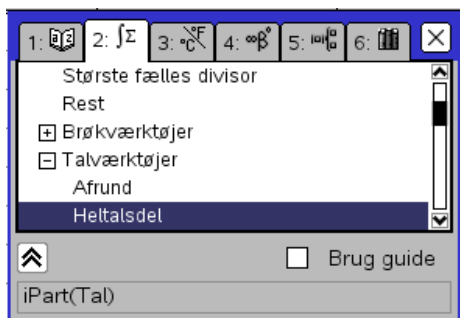 1: 2: ∫Σ 3: °C°F 4: ∞β° 5: 6:
Største fælles divisor
Rest
Brøkværktøjer
Talværktøjer
Afrund
Heltalsdel
Brug guide
iPart(Tal)